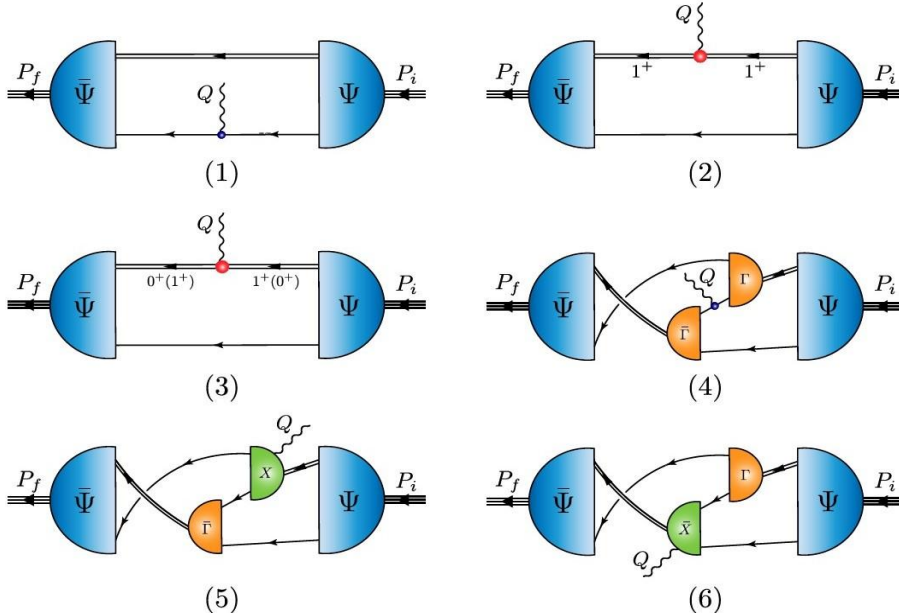 Q
P_f Ψ̄ Q Ψ P_i
(1)
Q
P_f Ψ̄ 1⁺ 1⁺ Ψ P_i
(2)
Q
P_f Ψ̄ 0⁺(1⁺) 1⁺(0⁺) Ψ P_i
(3)
P_f Ψ̄ Q Γ Γ̄ Ψ P_i
(4)
Q
P_f Ψ̄ X Γ̄ Ψ P_i
(5)
P_f Ψ̄ Γ X̄ Ψ P_i
Q
(6)